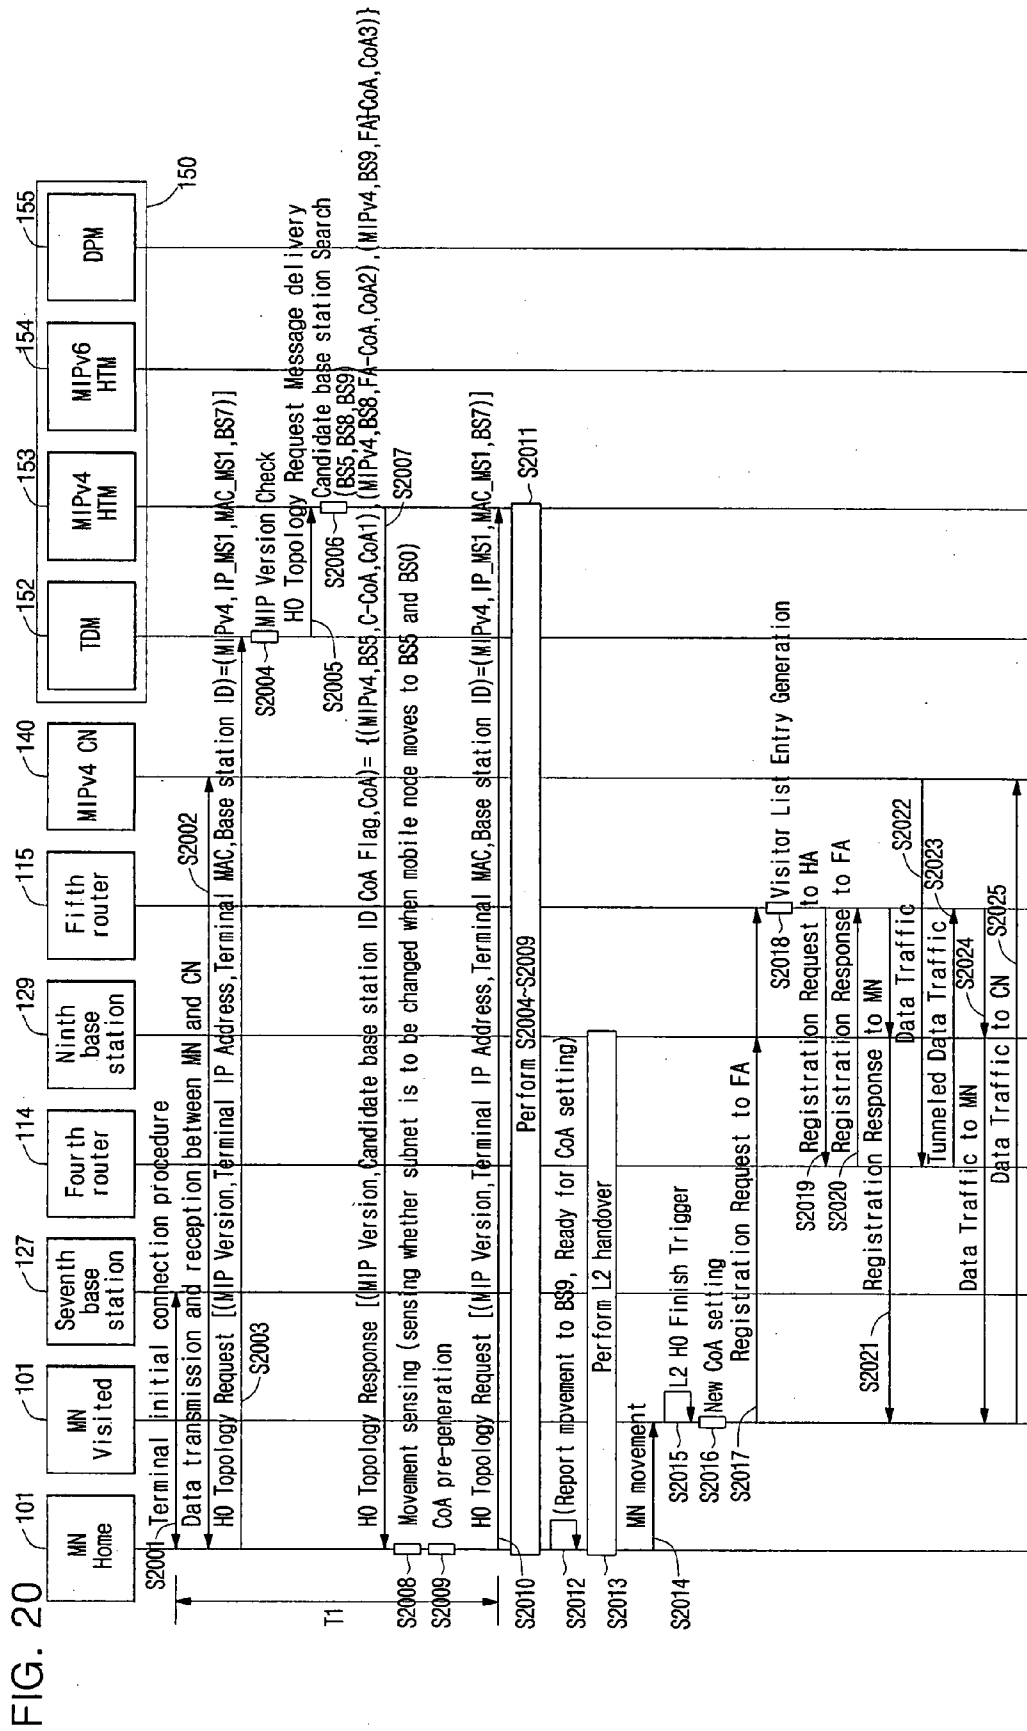 FIG. 20
101
MN
Home
101
MN
Visited
127
Seventh
base
station
114
Fourth
router
129
Ninth
base
station
115
Fifth
router
140
MIPv4 CN
152
TDM
153
MIPv4
HTM
154
MIPv6
HTM
155
DPM
150
S2001
Terminal initial connection procedure
Data transmission and reception between MN and CN
S2002
HO Topology Request [(MIP Version,Terminal IP Address,Terminal MAC,Base station ID)=(MIPv4,IP_MS1,MAC_MS1,BS7)]
S2003
S2004
MIP Version Check
S2005
HO Topology Request Message delivery
S2006
Candidate base station Search
(BS5,BS8,BS9)
HO Topology Response [(MIP Version,Candidate base station ID,CoA Flag,CoA)= {(MIPv4,BS5,C-CoA,CoA1),(MIPv4,BS8,FA-CoA,CoA2),(MIPv4,BS9,FA}-CoA,CoA3)}
S2007
S2008
Movement sensing (sensing whether subnet is to be changed when mobile node moves to BS5 and BS0)
S2009
CoA pre-generation
T1
HO Topology Request [(MIP Version,Terminal IP Address,Terminal MAC,Base station ID)=(MIPv4,IP_MS1,MAC_MS1,BS7)]
S2010
Perform S2004~S2009
S2011
S2012
(Report movement to BS9, Ready for CoA setting)
S2013
Perform L2 handover
MN movement
S2014
S2015
L2 HO Finish Trigger
S2016
New CoA setting
S2017
Registration Request to FA
S2018
Visitor List Entry Generation
S2019
Registration Request to HA
S2020
Registration Response to FA
S2021
Registration Response to MN
Data Traffic
S2022
Tunneled Data Traffic
S2023
Data Traffic to MN
S2024
Data Traffic to CN
S2025